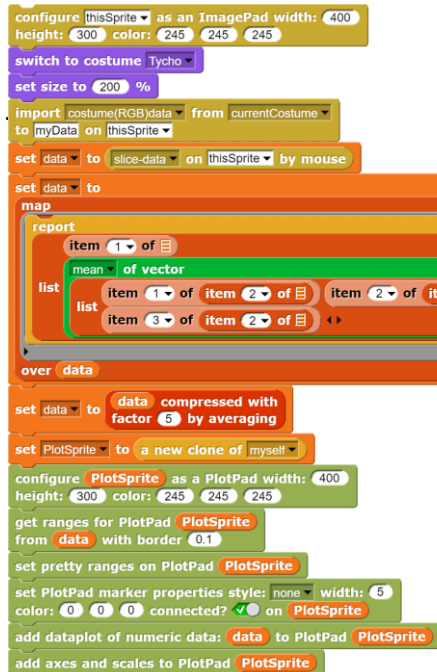 configure thisSprite as an ImagePad width: 400
height: 300 color: 245 245 245
switch to costume Tycho
set size to 200 %
import costume(RGB)data from currentCostume
to myData on thisSprite
set data to slice-data on thisSprite by mouse
set data to
map
report
item 1 of
mean of vector
list
list
item 1 of item 2 of item 2 of
item 3 of item 2 of
over data
set data to data compressed with
factor 5 by averaging
set PlotSprite to a new clone of myself
configure PlotSprite as a PlotPad width: 400
height: 300 color: 245 245 245
get ranges for PlotPad PlotSprite
from data with border 0.1
set pretty ranges on PlotPad PlotSprite
set PlotPad marker properties style: none width: 5
color: 0 0 0 connected? on PlotSprite
add dataplot of numeric data: data to PlotPad PlotSprite
add axes and scales to PlotPad PlotSprite